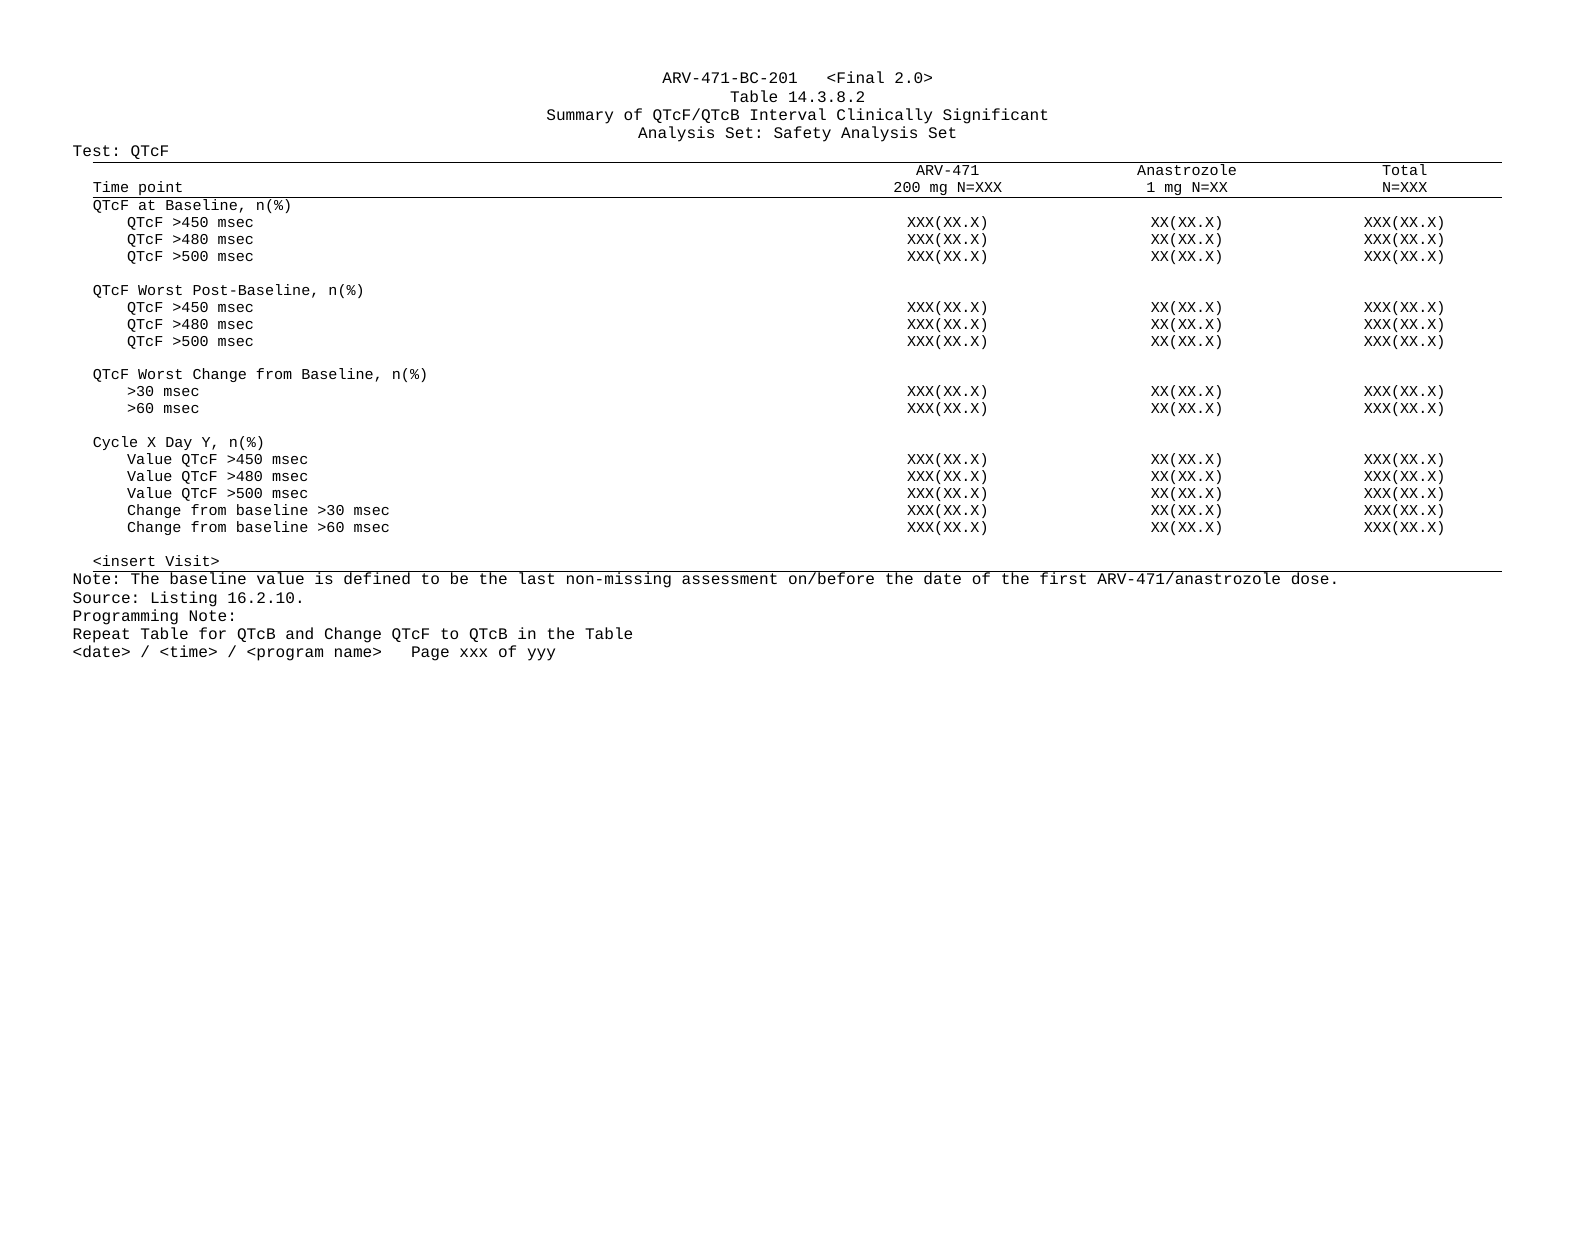 ARV-471-BC-201   <Final 2.0>
Table 14.3.8.2
Summary of QTcF/QTcB Interval Clinically Significant
Analysis Set: Safety Analysis Set
Test: QTcF
ARV-471 Anastrozole Total
Time point 200 mg N=XXX 1 mg N=XX N=XXX
QTcF at Baseline, n(%)
QTcF >450 msec XXX(XX.X) XX(XX.X) XXX(XX.X)
QTcF >480 msec XXX(XX.X) XX(XX.X) XXX(XX.X)
QTcF >500 msec XXX(XX.X) XX(XX.X) XXX(XX.X)
QTcF Worst Post-Baseline, n(%)
QTcF >450 msec XXX(XX.X) XX(XX.X) XXX(XX.X)
QTcF >480 msec XXX(XX.X) XX(XX.X) XXX(XX.X)
QTcF >500 msec XXX(XX.X) XX(XX.X) XXX(XX.X)
QTcF Worst Change from Baseline, n(%)
>30 msec XXX(XX.X) XX(XX.X) XXX(XX.X)
>60 msec XXX(XX.X) XX(XX.X) XXX(XX.X)
Cycle X Day Y, n(%)
Value QTcF >450 msec XXX(XX.X) XX(XX.X) XXX(XX.X)
Value QTcF >480 msec XXX(XX.X) XX(XX.X) XXX(XX.X)
Value QTcF >500 msec XXX(XX.X) XX(XX.X) XXX(XX.X)
Change from baseline >30 msec XXX(XX.X) XX(XX.X) XXX(XX.X)
Change from baseline >60 msec XXX(XX.X) XX(XX.X) XXX(XX.X)
<insert Visit>
Note: The baseline value is defined to be the last non-missing assessment on/before the date of the first ARV-471/anastrozole dose.
Source: Listing 16.2.10.
Programming Note:
Repeat Table for QTcB and Change QTcF to QTcB in the Table
<date> / <time> / <program name>   Page xxx of yyy